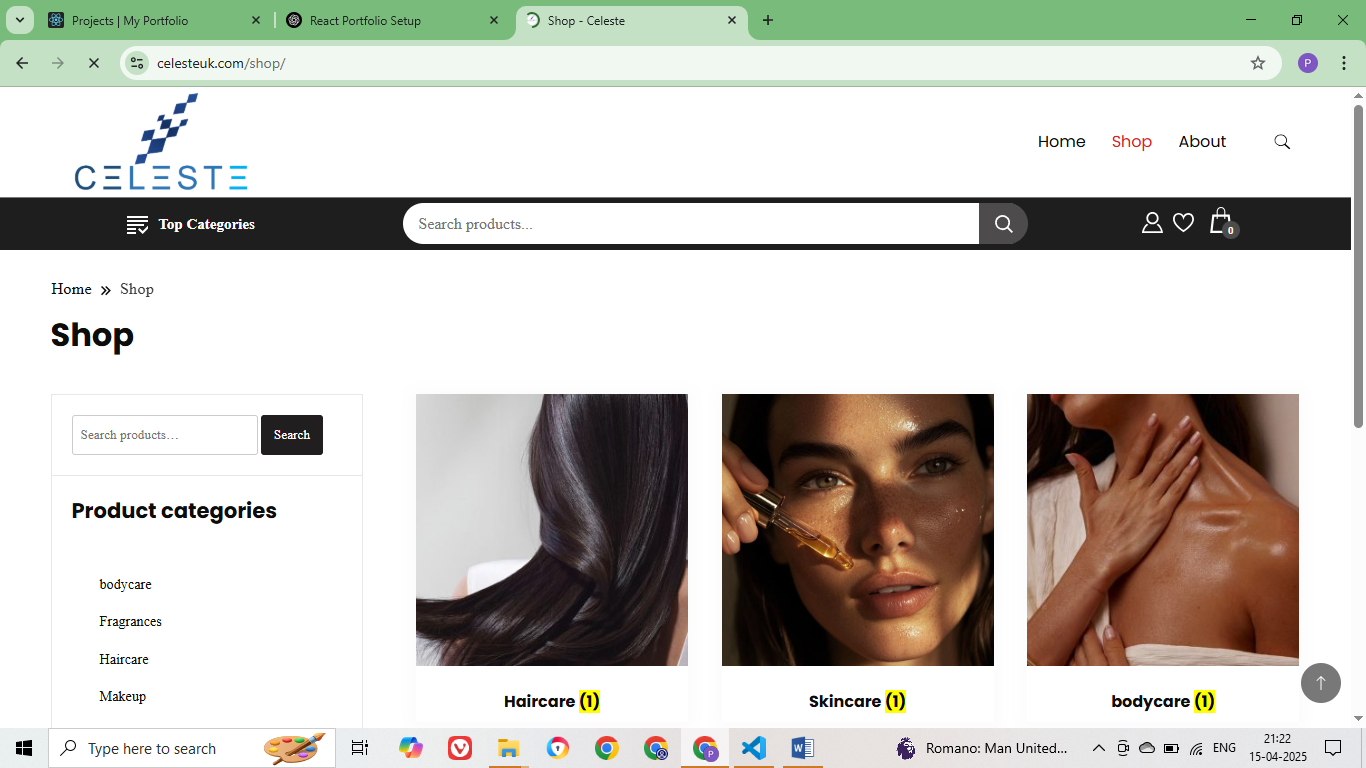 Projects | My Portfolio
React Portfolio Setup
Shop - Celeste
celesteuk.com/shop/
P
CELESTE
Home
Shop
About
Top Categories
Search products...
0
Home » Shop
Shop
Search products…
Search
Product categories
bodycare
Fragrances
Haircare
Makeup
Haircare (1)
Skincare (1)
bodycare (1)
Type here to search
P
Romano: Man United...
ENG
21:22
15-04-2025